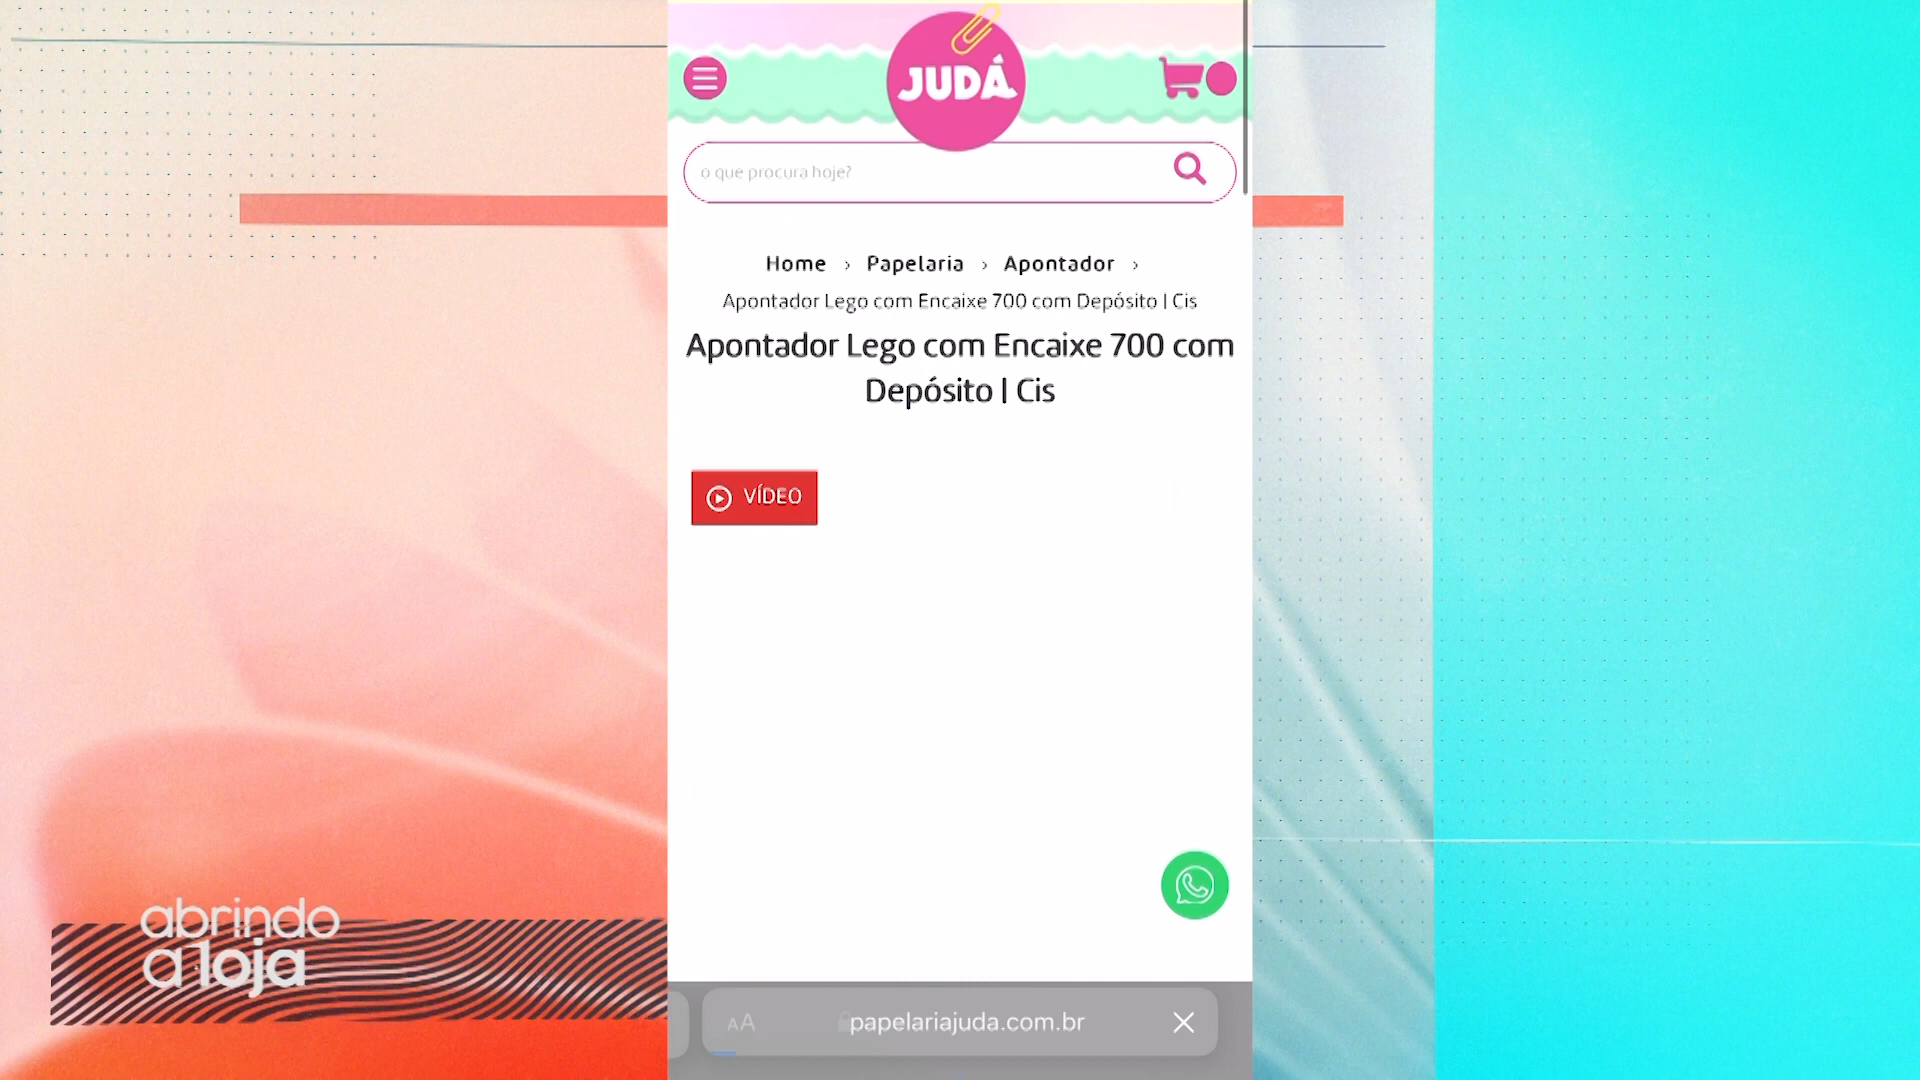 JUDÁ
o que procura hoje?
Home › Papelaria › Apontador ›
Apontador Lego com Encaixe 700 com Depósito | Cis
Apontador Lego com Encaixe 700 com
Depósito | Cis
VÍDEO
abrindo
a loja
AA papelariajuda.com.br